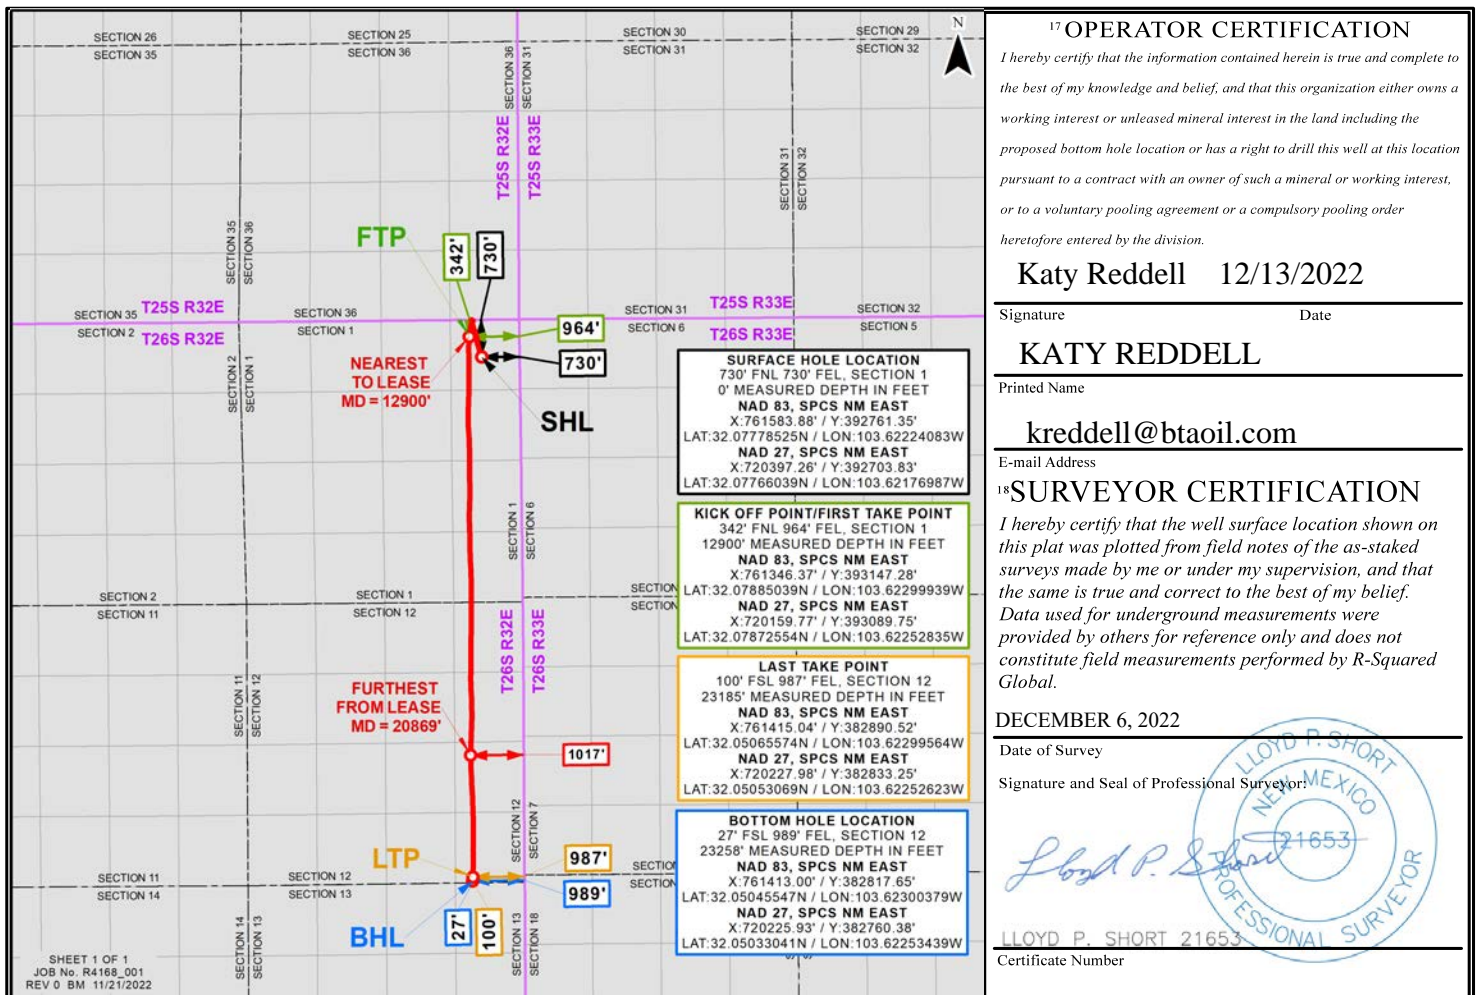 SECTION 26
SECTION 35
SECTION 25
SECTION 36
SECTION 30
SECTION 31
SECTION 29
SECTION 32
N
SECTION 36
SECTION 31
T25S R32E
T25S R33E
SECTION 31
SECTION 32
SECTION 35
SECTION 36
FTP
342'
730'
SECTION 35
SECTION 2
T25S R32E
T26S R32E
SECTION 36
SECTION 1
SECTION 31
SECTION 6
T25S R33E
T26S R33E
SECTION 32
SECTION 5
964'
730'
SECTION 2
SECTION 1
NEAREST
TO LEASE
MD = 12900'
SHL
SURFACE HOLE LOCATION
730' FNL 730' FEL, SECTION 1
0' MEASURED DEPTH IN FEET
NAD 83, SPCS NM EAST
X:761583.88' / Y:392761.35'
LAT:32.07778525N / LON:103.62224083W
NAD 27, SPCS NM EAST
X:720397.26' / Y:392703.83'
LAT:32.07766039N / LON:103.62176987W
SECTION 1
SECTION 6
KICK OFF POINT/FIRST TAKE POINT
342' FNL 964' FEL, SECTION 1
12900' MEASURED DEPTH IN FEET
NAD 83, SPCS NM EAST
X:761346.37' / Y:393147.28'
LAT:32.07885039N / LON:103.62299939W
NAD 27, SPCS NM EAST
X:720159.77' / Y:393089.75'
LAT:32.07872554N / LON:103.62252835W
SECTION 2
SECTION 11
SECTION 1
SECTION 12
SECTION
SECTION
T26S R32E
T26S R33E
SECTION 11
SECTION 12
FURTHEST
FROM LEASE
MD = 20869'
1017'
LAST TAKE POINT
100' FSL 987' FEL, SECTION 12
23185' MEASURED DEPTH IN FEET
NAD 83, SPCS NM EAST
X:761415.04' / Y:382890.52'
LAT:32.05065574N / LON:103.62299564W
NAD 27, SPCS NM EAST
X:720227.98' / Y:382833.25'
LAT:32.05053069N / LON:103.62252623W
SECTION 12
SECTION 7
BOTTOM HOLE LOCATION
27' FSL 989' FEL, SECTION 12
23258' MEASURED DEPTH IN FEET
NAD 83, SPCS NM EAST
X:761413.00' / Y:382817.65'
LAT:32.05045547N / LON:103.62300379W
NAD 27, SPCS NM EAST
X:720225.93' / Y:382760.38'
LAT:32.05033041N / LON:103.62253439W
LTP
987'
989'
SECTION 11
SECTION 14
SECTION 12
SECTION 13
SECTIO
SECTION
BHL
27'
100'
SECTION 14
SECTION 13
SECTION 13
SECTION 18
SHEET 1 OF 1
JOB No. R4168_001
REV 0 BM 11/21/2022
17 OPERATOR CERTIFICATION
I hereby certify that the information contained herein is true and complete to
the best of my knowledge and belief, and that this organization either owns a
working interest or unleased mineral interest in the land including the
proposed bottom hole location or has a right to drill this well at this location
pursuant to a contract with an owner of such a mineral or working interest,
or to a voluntary pooling agreement or a compulsory pooling order
heretofore entered by the division.
Katy Reddell 12/13/2022
Signature Date
KATY REDDELL
Printed Name
kreddell@btaoil.com
E-mail Address
18SURVEYOR CERTIFICATION
I hereby certify that the well surface location shown on
this plat was plotted from field notes of the as-staked
surveys made by me or under my supervision, and that
the same is true and correct to the best of my belief.
Data used for underground measurements were
provided by others for reference only and does not
constitute field measurements performed by R-Squared
Global.
DECEMBER 6, 2022
Date of Survey
Signature and Seal of Professional Surveyor:
LLOYD P. SHORT
NEW MEXICO
21653
PROFESSIONAL SURVEYOR
Lloyd P. Short
LLOYD P. SHORT 21653
Certificate Number